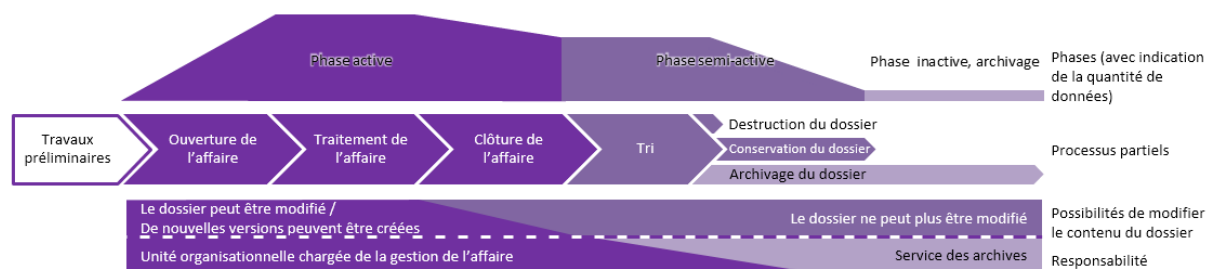 Phase active
Phase semi-active
Phase inactive, archivage
Phases (avec indication
de la quantité de
données)
Travaux
préliminaires
Ouverture de
l'affaire
Traitement de
l'affaire
Clôture de
l'affaire
Tri
Destruction du dossier
Conservation du dossier
Archivage du dossier
Processus partiels
Le dossier peut être modifié /
De nouvelles versions peuvent être créées
Le dossier ne peut plus être modifié
Possibilités de modifier
le contenu du dossier
Unité organisationnelle chargée de la gestion de l'affaire
Service des archives
Responsabilité